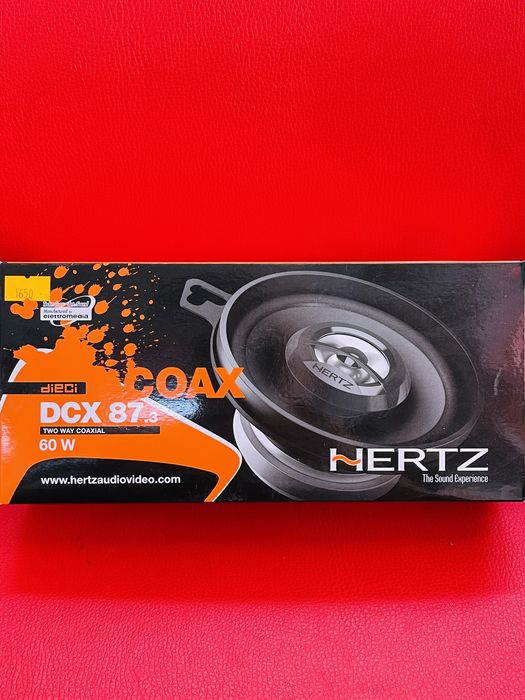 1650
Manufactured by
elettromedia
dieci
COAX
DCX 87.3
TWO WAY COAXIAL
60 W
www.hertzaudiovideo.com
HERTZ
HERTZ
The Sound Experience